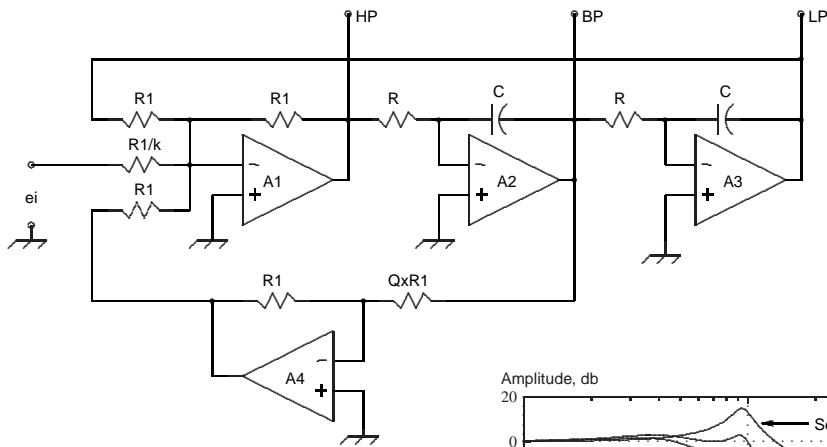 HP
BP
LP
R1
R1
R
C
R
C
R1/k
R1
ei
A1
A2
A3
R1
QxR1
A4
Amplitude, db
20
0